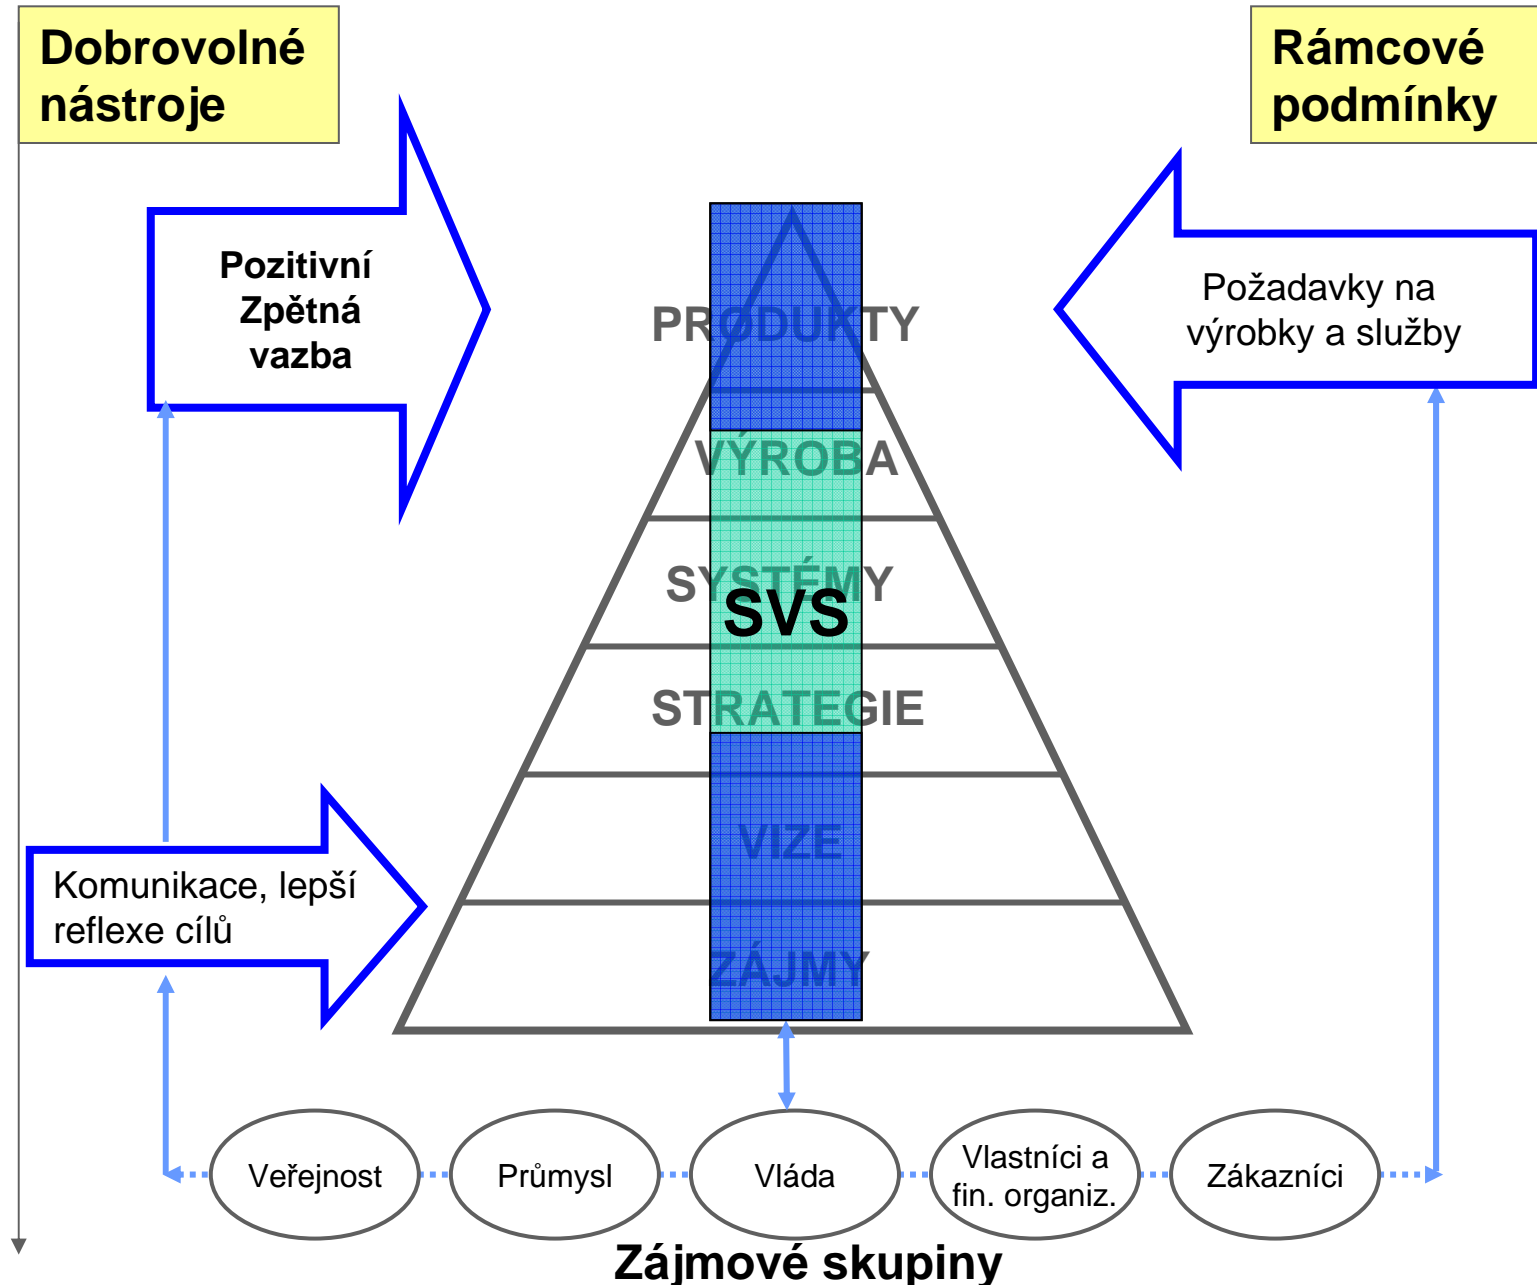 Dobrovolné
nástroje
Rámcové
podmínky
Pozitivní
Zpětná
vazba
Požadavky na
výrobky a služby
PRODUKTY
VÝROBA
SYSTÉMY
SVS
STRATEGIE
VIZE
Komunikace, lepší
reflexe cílů
ZÁJMY
Veřejnost
Průmysl
Vláda
Vlastníci a
fin. organiz.
Zákazníci
Zájmové skupiny